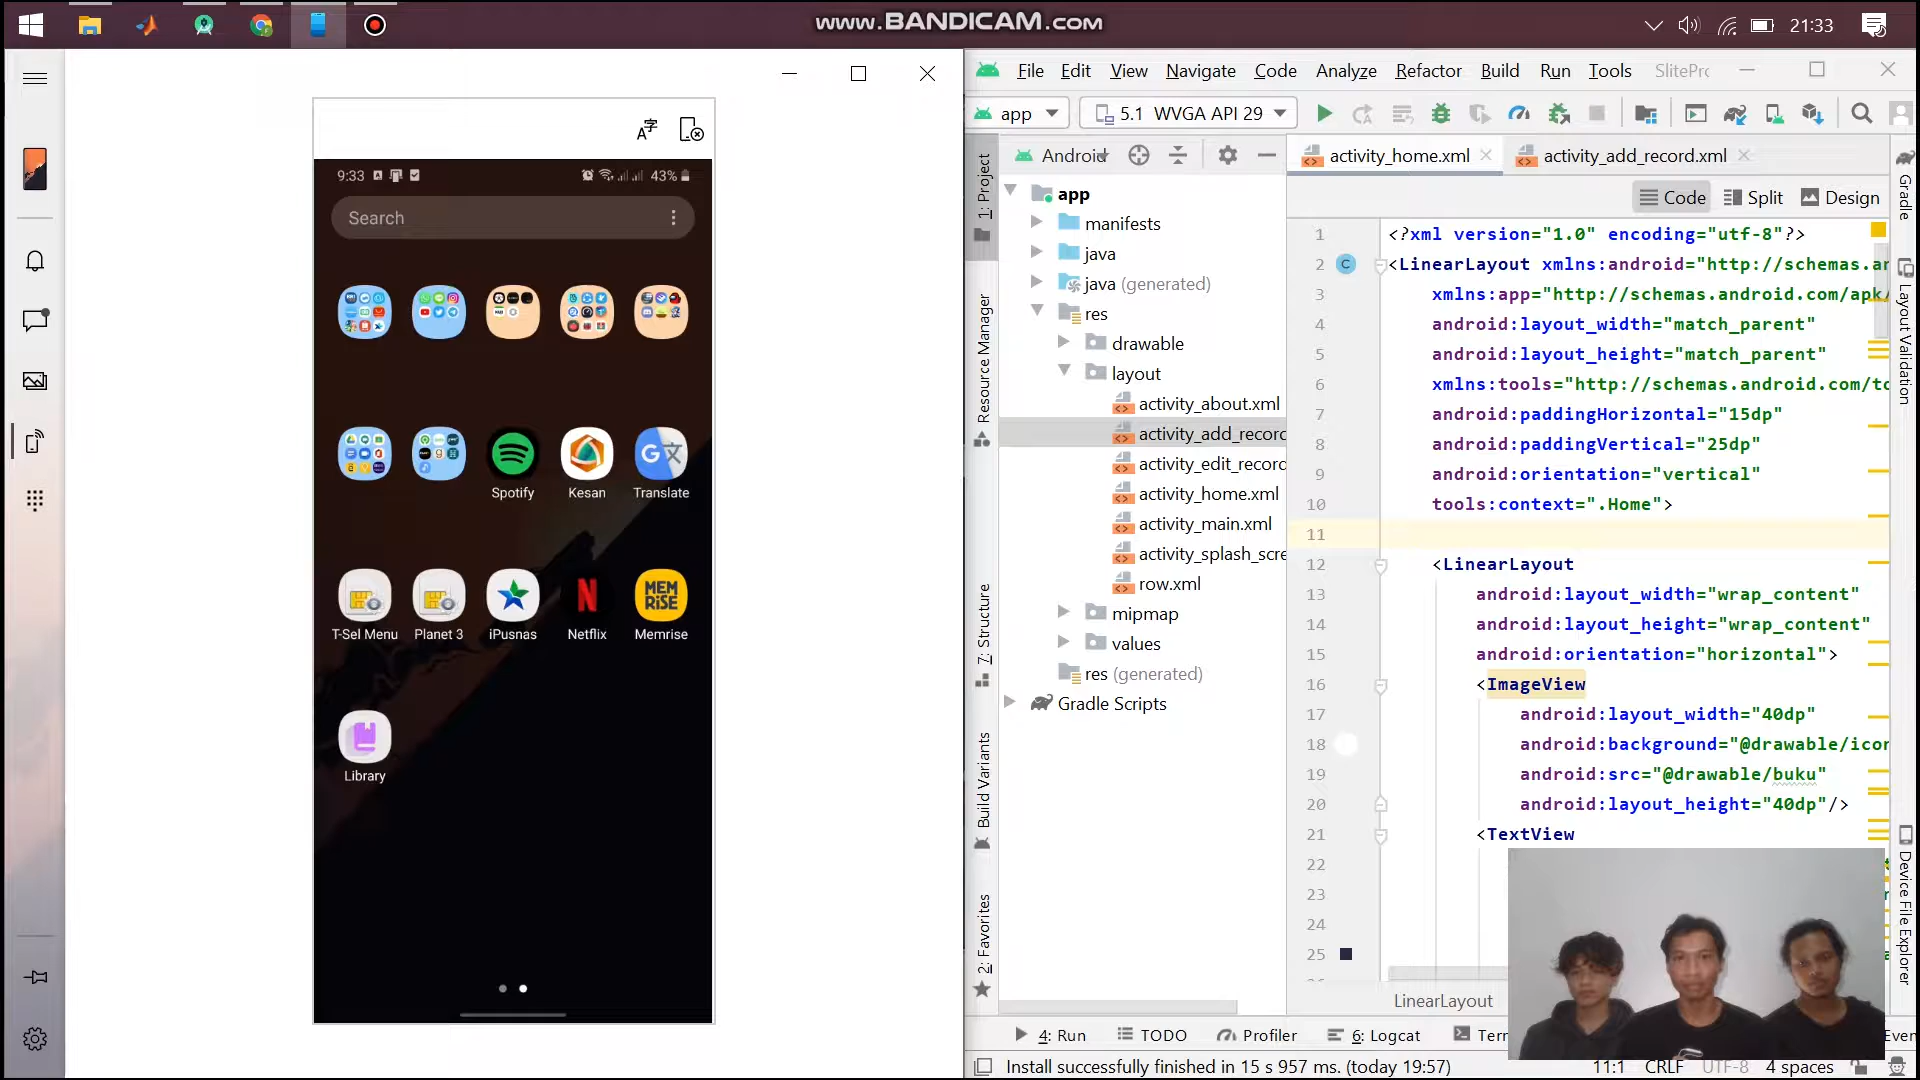 www.BANDICAM.com
21:33
9:33
43%
Search
Spotify
Kesan
Translate
T-Sel Menu
Planet 3
iPusnas
Netflix
MEM
RiSE
Memrise
Library
File Edit View Navigate Code Analyze Refactor Build Run Tools SlitePr
app
5.1 WVGA API 29
Android
activity_home.xml
activity_add_record.xml
Code
Split
Design
1: Project
Resource Manager
7: Structure
Build Variants
2: Favorites
app
manifests
java
java (generated)
res
drawable
layout
activity_about.xml
activity_add_record
activity_edit_record
activity_home.xml
activity_main.xml
activity_splash_scre
row.xml
mipmap
values
res (generated)
Gradle Scripts
1 <?xml version="1.0" encoding="utf-8"?>
2 <LinearLayout xmlns:android="http://schemas.an
3 xmlns:app="http://schemas.android.com/apk/
4 android:layout_width="match_parent"
5 android:layout_height="match_parent"
6 xmlns:tools="http://schemas.android.com/to
7 android:paddingHorizontal="15dp"
8 android:paddingVertical="25dp"
9 android:orientation="vertical"
10 tools:context=".Home">
11
12 <LinearLayout
13 android:layout_width="wrap_content"
14 android:layout_height="wrap_content"
15 android:orientation="horizontal">
16 <ImageView
17 android:layout_width="40dp"
18 android:background="@drawable/icon
19 android:src="@drawable/buku"
20 android:layout_height="40dp"/>
21 <TextView
22
23
24
25
LinearLayout
Gradle
Layout Validation
Device File Explorer
4: Run
TODO
Profiler
6: Logcat
Term
Even
Install successfully finished in 15 s 957 ms. (today 19:57)
11:1 CRLF UTF-8 4 spaces